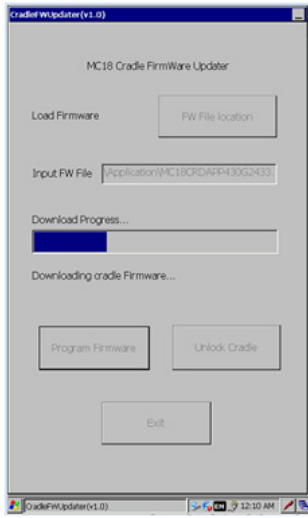 CradleFWUpdater(v1.0)
MC18 Cradle FirmWare Updater
Load Firmware
FW File location
Input FW File
\Application\MC18CRDAPP430G2433.
Download Progress...
Downloading cradle Firmware...
Program Firmware
Unlock Cradle
Exit
CradleFWUpdater(v1.0)
EN
12:10 AM